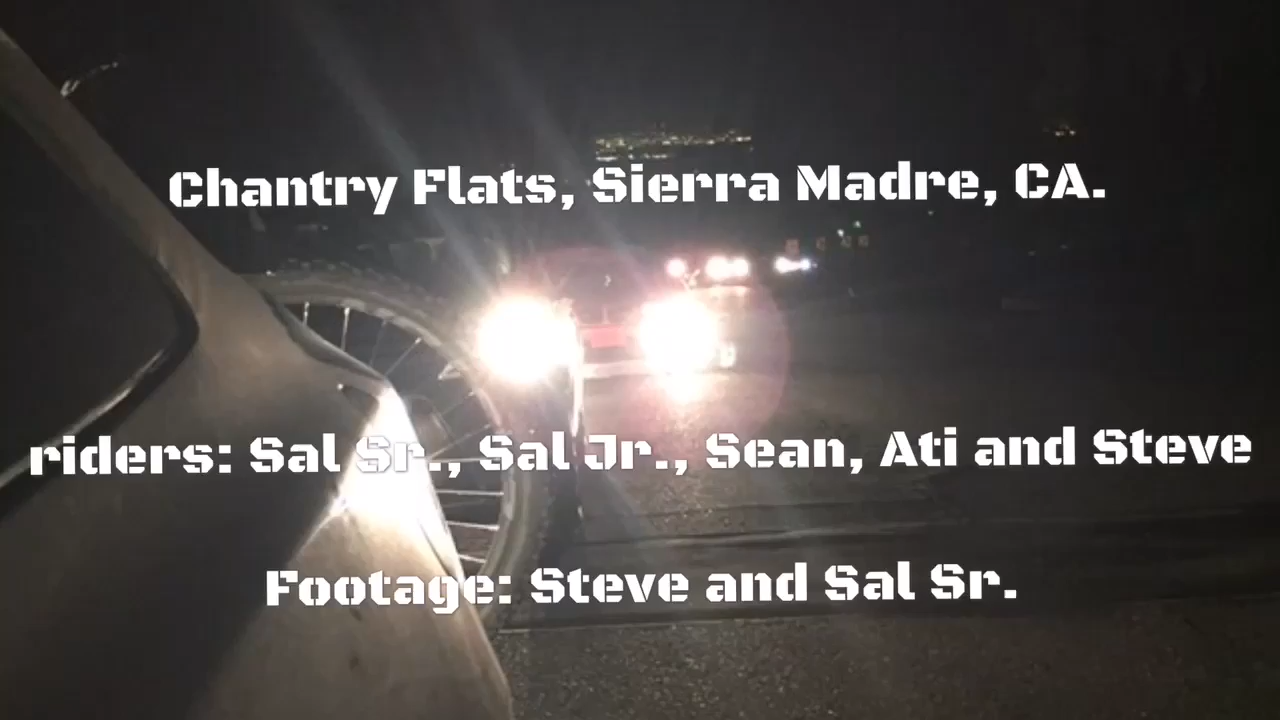 Chantry Flats, Sierra Madre, CA.
riders: Sal Sr., Sal Jr., Sean, Ati and Steve
Footage: Steve and Sal Sr.